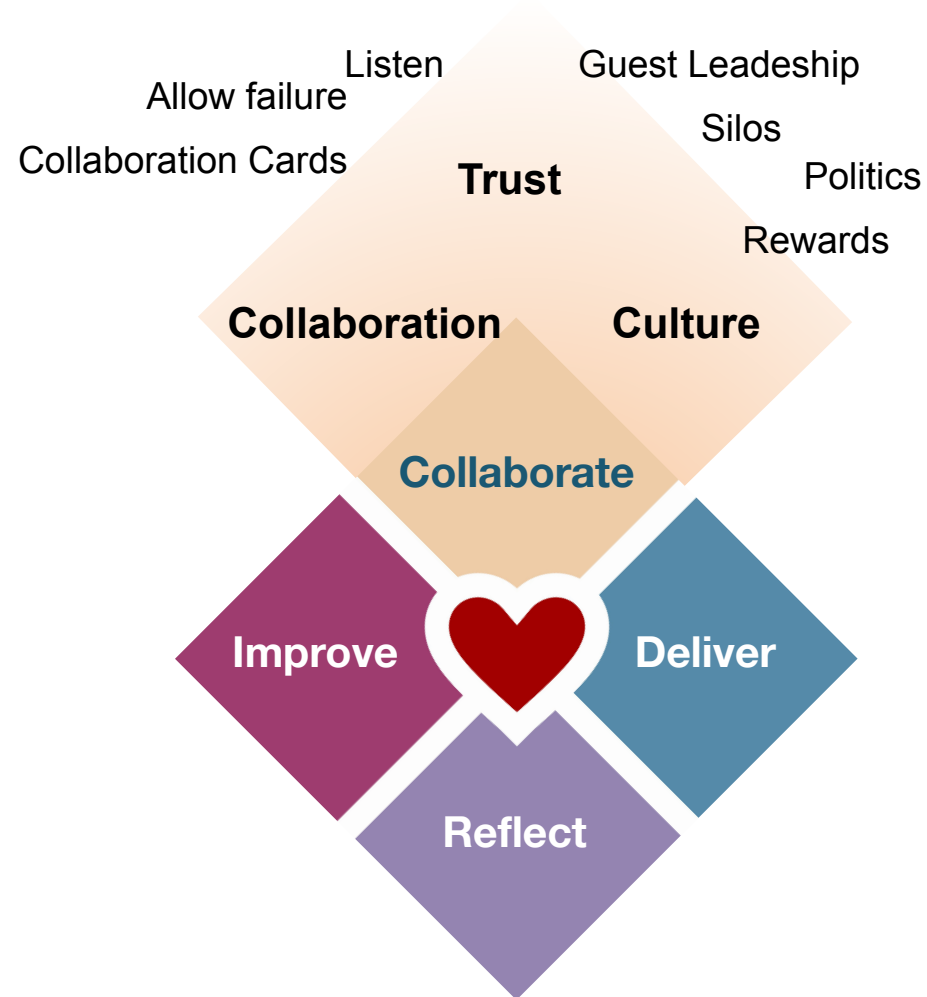 Listen
Guest Leadeship
Allow failure
Silos
Collaboration Cards
Trust
Politics
Rewards
Collaboration
Culture
Collaborate
Improve
Deliver
Reflect